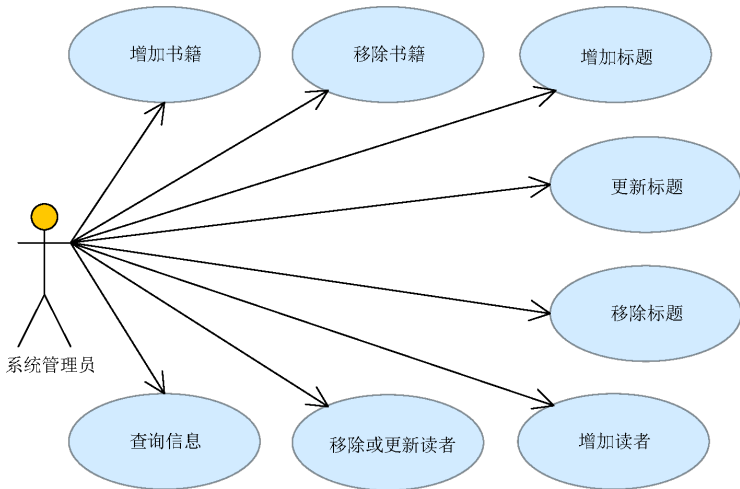 增加书籍
移除书籍
增加标题
更新标题
移除标题
系统管理员
查询信息
移除或更新读者
增加读者